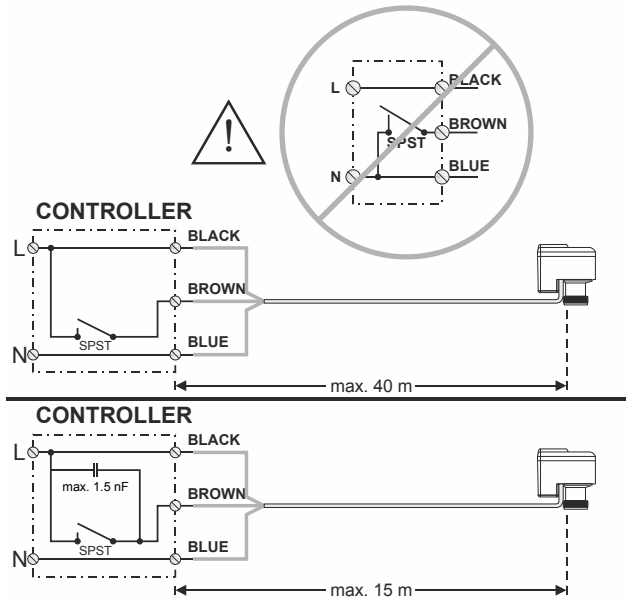 !
L
BLACK
BROWN
SPST
N
BLUE
CONTROLLER
L
BLACK
BROWN
SPST
BLUE
N
max. 40 m
CONTROLLER
L
BLACK
max. 1.5 nF
BROWN
SPST
BLUE
N
max. 15 m